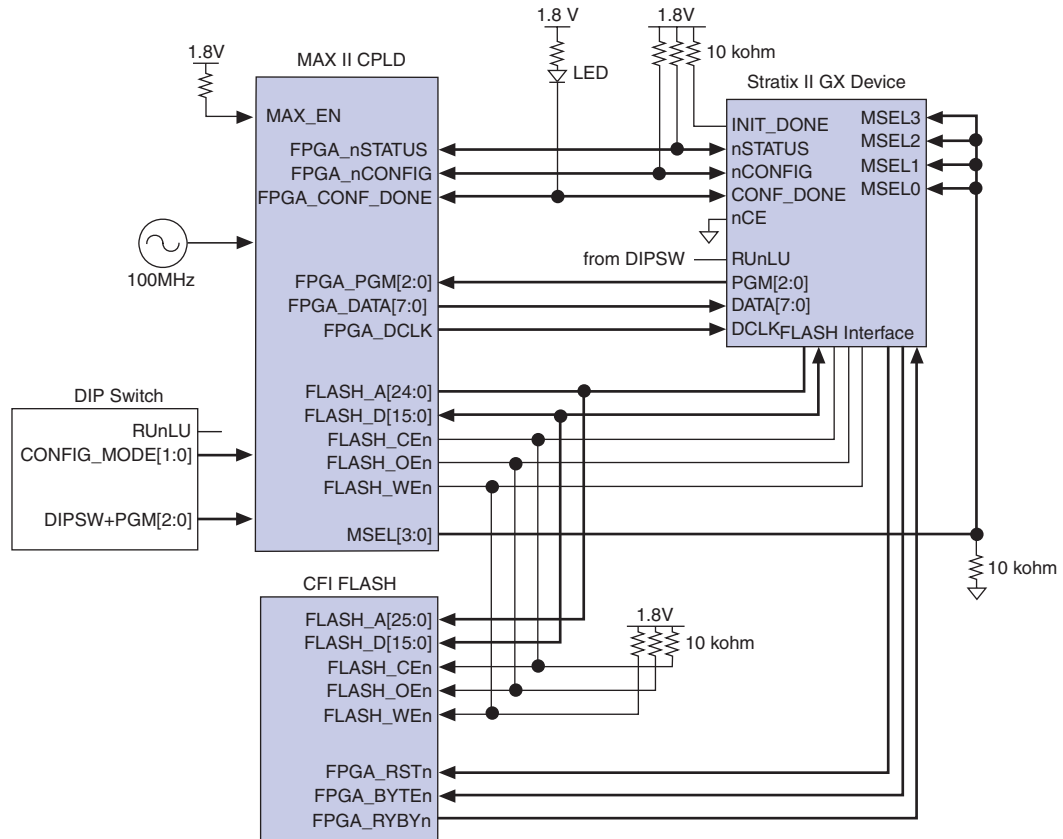 1.8 V
1.8V
1.8V
10 kohm
MAX II CPLD
LED
Stratix II GX Device
MAX_EN
FPGA_nSTATUS
FPGA_nCONFIG
FPGA_CONF_DONE
FPGA_PGM[2:0]
FPGA_DATA[7:0]
FPGA_DCLK
FLASH_A[24:0]
FLASH_D[15:0]
FLASH_CEn
FLASH_OEn
FLASH_WEn
MSEL[3:0]
100MHz
INIT_DONE
nSTATUS
nCONFIG
CONF_DONE
nCE
from DIPSW
RUnLU
PGM[2:0]
DATA[7:0]
DCLK
FLASH Interface
MSEL3
MSEL2
MSEL1
MSEL0
10 kohm
DIP Switch
RUnLU
CONFIG_MODE[1:0]
DIPSW+PGM[2:0]
CFI FLASH
FLASH_A[25:0]
FLASH_D[15:0]
FLASH_CEn
FLASH_OEn
FLASH_WEn
FPGA_RSTn
FPGA_BYTEn
FPGA_RYBYn
1.8V
10 kohm